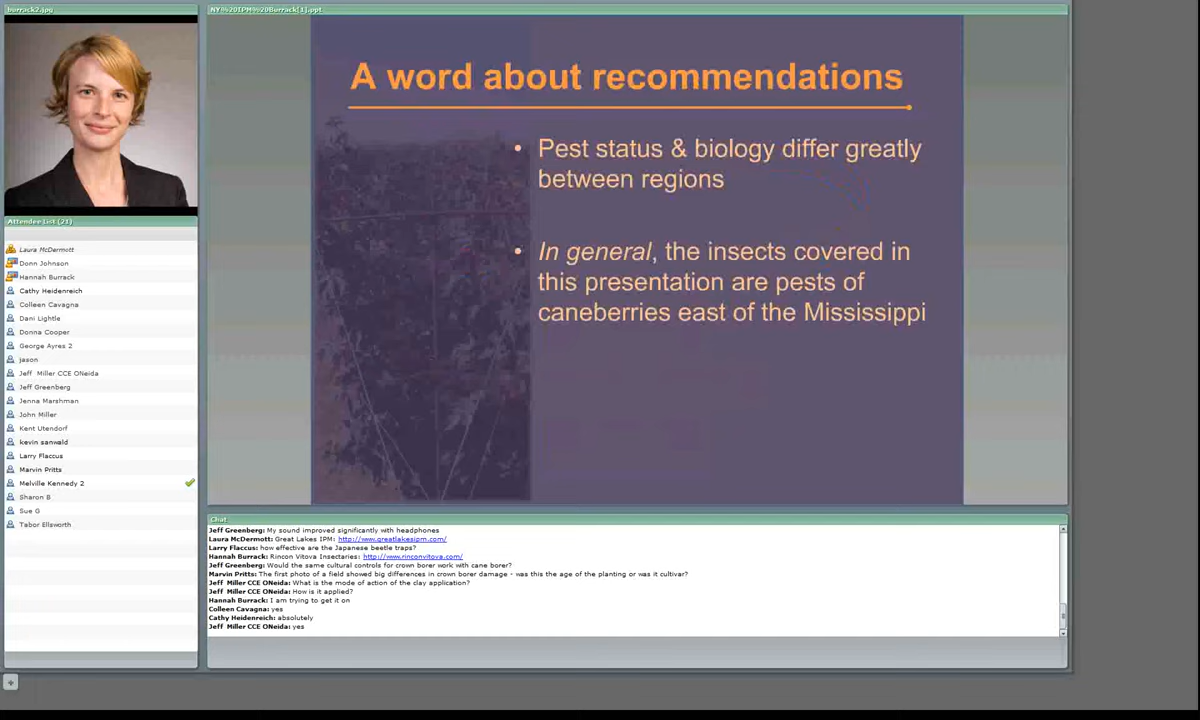 burrack2.jpg
NY%20IPM%20Burrack[1].ppt
A word about recommendations
• Pest status & biology differ greatly
between regions
• In general, the insects covered in
this presentation are pests of
caneberries east of the Mississippi
Attendee List (21)
Laura McDermott
Donn Johnson
Hannah Burrack
Cathy Heidenreich
Colleen Cavagna
Dani Lightle
Donna Cooper
George Ayres 2
jason
Jeff Miller CCE ONeida
Jeff Greenberg
Jenna Marshman
John Miller
Kent Utendorf
kevin sanwald
Larry Flaccus
Marvin Pritts
Melville Kennedy 2
Sharon B
Sue G
Tabor Ellsworth
Chat
Jeff Greenberg: My sound improved significantly with headphones
Laura McDermott: Great Lakes IPM: http://www.greatlakesipm.com/
Larry Flaccus: how effective are the Japanese beetle traps?
Hannah Burrack: Rincon Vitova Insectaries: http://www.rinconvitova.com/
Jeff Greenberg: Would the same cultural controls for crown borer work with cane borer?
Marvin Pritts: The first photo of a field showed big differences in crown borer damage - was this the age of the planting or was it cultivar?
Jeff Miller CCE ONeida: What is the mode of action of the clay application?
Jeff Miller CCE ONeida: How is it applied?
Hannah Burrack: I am trying to get it on
Colleen Cavagna: yes
Cathy Heidenreich: absolutely
Jeff Miller CCE ONeida: yes